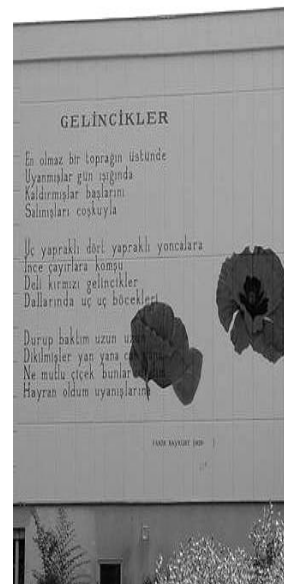 GELİNCİKLER
En olmaz bir toprağın üstünde
Uyanmışlar gün ışığında
Kaldırmışlar başlarını
Salınışları coşkuyla
Üç yapraklı dört yapraklı yoncalara
İnce çayırlara komşu
Deli kırmızı gelincikler
Dallarında uç uç böcekleri
Durup baktım uzun uzun
Dikilmişler yan yana can
Ne mutlu çiçek bunlar
Hayran oldum uyanışlarına